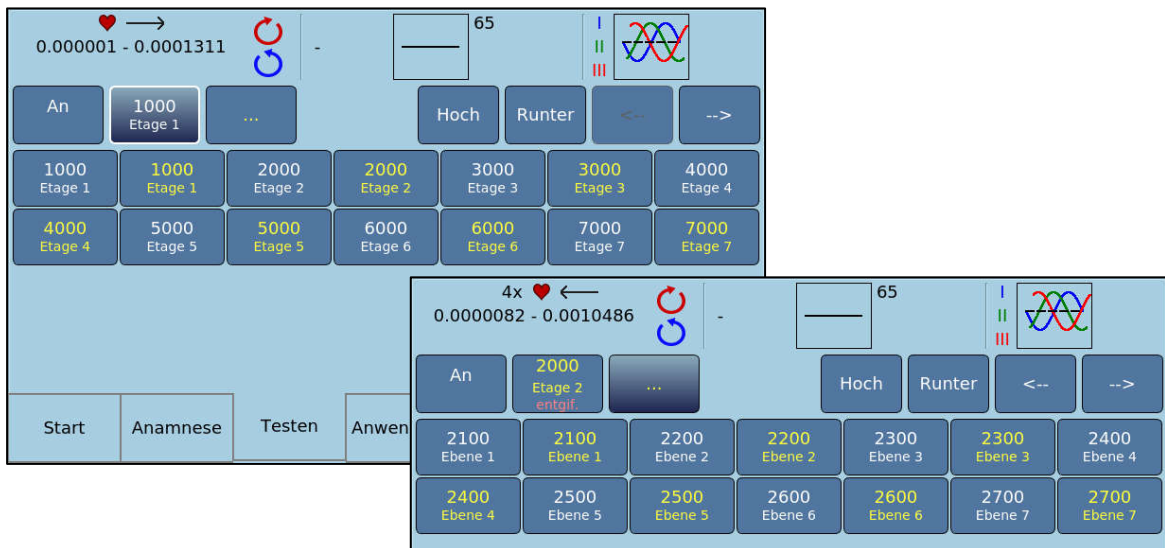 65
I
0.000001 - 0.0001311
-
II
III
An
1000
Etage 1
...
Hoch
Runter
<--
-->
1000
Etage 1
1000
Etage 1
2000
Etage 2
2000
Etage 2
3000
Etage 3
3000
Etage 3
4000
Etage 4
4000
Etage 4
5000
Etage 5
5000
Etage 5
6000
Etage 6
6000
Etage 6
7000
Etage 7
7000
Etage 7
Start
Anamnese
Testen
Anwen
4x
65
I
0.0000082 - 0.0010486
-
II
III
An
2000
Etage 2
entgif.
...
Hoch
Runter
<--
-->
2100
Ebene 1
2100
Ebene 1
2200
Ebene 2
2200
Ebene 2
2300
Ebene 3
2300
Ebene 3
2400
Ebene 4
2400
Ebene 4
2500
Ebene 5
2500
Ebene 5
2600
Ebene 6
2600
Ebene 6
2700
Ebene 7
2700
Ebene 7